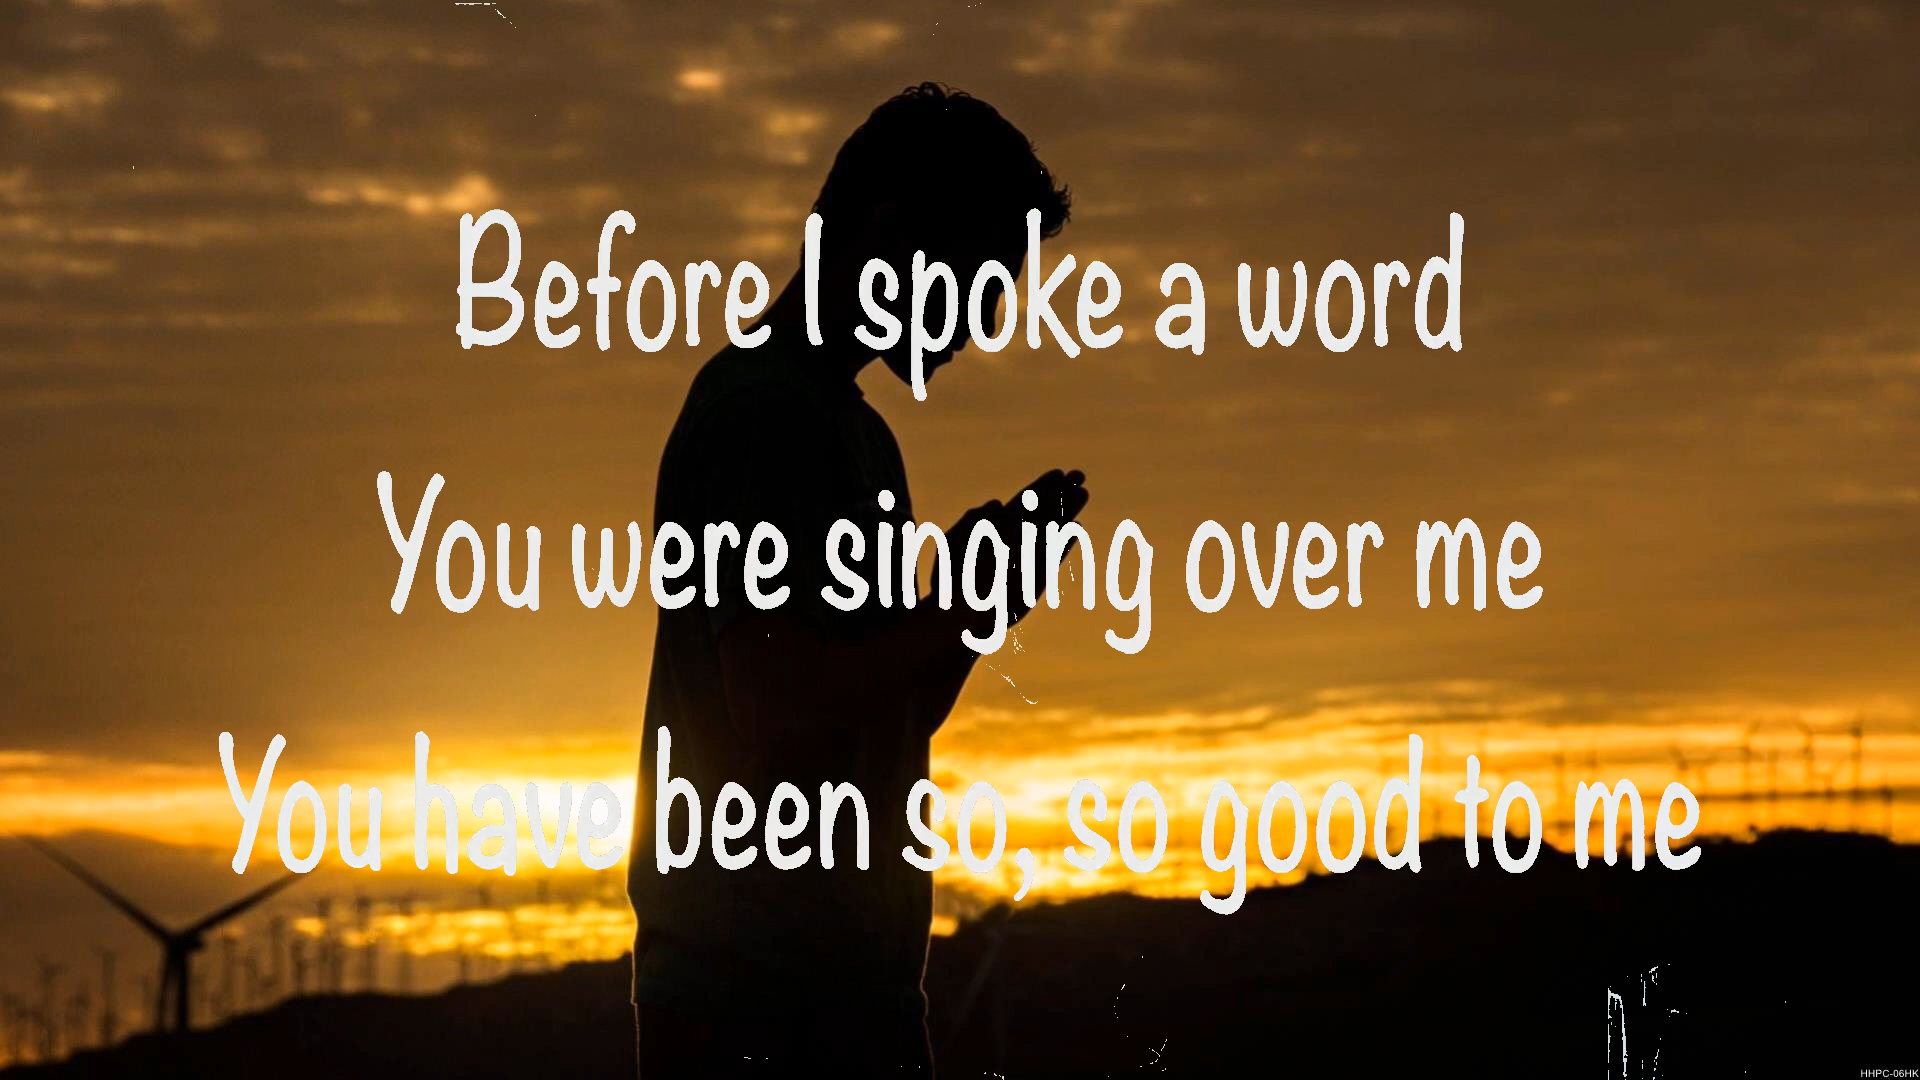 Before I spoke a word
You were singing over me
You have been so, so good to me
HHPC-06HK